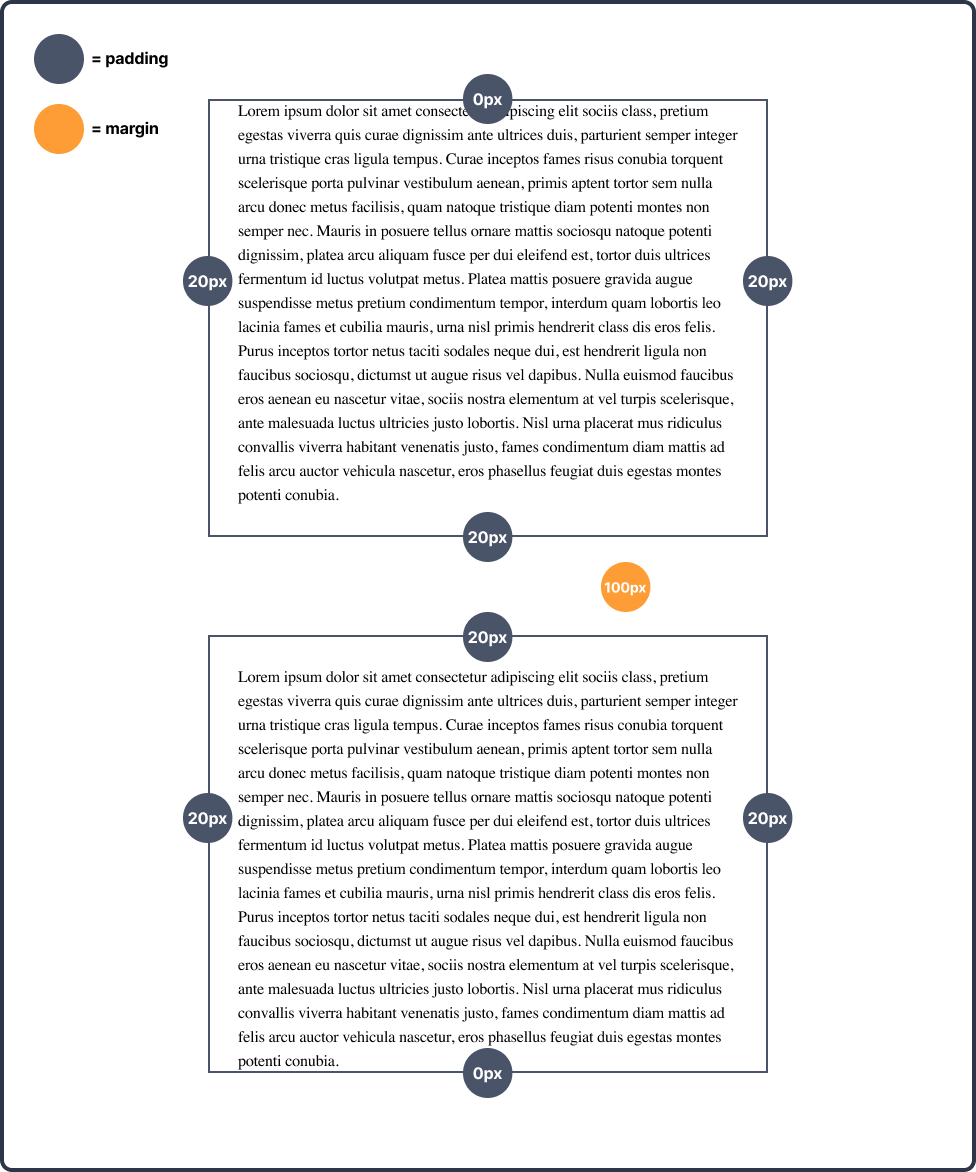 = padding
= margin
0px
Lorem ipsum dolor sit amet consecte piscing elit sociis class, pretium
egestas viverra quis curae dignissim ante ultrices duis, parturient semper integer
urna tristique cras ligula tempus. Curae inceptos fames risus conubia torquent
scelerisque porta pulvinar vestibulum aenean, primis aptent tortor sem nulla
arcu donec metus facilisis, quam natoque tristique diam potenti montes non
semper nec. Mauris in posuere tellus ornare mattis sociosqu natoque potenti
dignissim, platea arcu aliquam fusce per dui eleifend est, tortor duis ultrices
20px
fermentum id luctus volutpat metus. Platea mattis posuere gravida augue
20px
suspendisse metus pretium condimentum tempor, interdum quam lobortis leo
lacinia fames et cubilia mauris, urna nisl primis hendrerit class dis eros felis.
Purus inceptos tortor netus taciti sodales neque dui, est hendrerit ligula non
faucibus sociosqu, dictumst ut augue risus vel dapibus. Nulla euismod faucibus
eros aenean eu nascetur vitae, sociis nostra elementum at vel turpis scelerisque,
ante malesuada luctus ultricies justo lobortis. Nisl urna placerat mus ridiculus
convallis viverra habitant venenatis justo, fames condimentum diam mattis ad
felis arcu auctor vehicula nascetur, eros phasellus feugiat duis egestas montes
potenti conubia.
20px
100px
20px
Lorem ipsum dolor sit amet consectetur adipiscing elit sociis class, pretium
egestas viverra quis curae dignissim ante ultrices duis, parturient semper integer
urna tristique cras ligula tempus. Curae inceptos fames risus conubia torquent
scelerisque porta pulvinar vestibulum aenean, primis aptent tortor sem nulla
arcu donec metus facilisis, quam natoque tristique diam potenti montes non
semper nec. Mauris in posuere tellus ornare mattis sociosqu natoque potenti
20px
dignissim, platea arcu aliquam fusce per dui eleifend est, tortor duis ultrices
20px
fermentum id luctus volutpat metus. Platea mattis posuere gravida augue
suspendisse metus pretium condimentum tempor, interdum quam lobortis leo
lacinia fames et cubilia mauris, urna nisl primis hendrerit class dis eros felis.
Purus inceptos tortor netus taciti sodales neque dui, est hendrerit ligula non
faucibus sociosqu, dictumst ut augue risus vel dapibus. Nulla euismod faucibus
eros aenean eu nascetur vitae, sociis nostra elementum at vel turpis scelerisque,
ante malesuada luctus ultricies justo lobortis. Nisl urna placerat mus ridiculus
convallis viverra habitant venenatis justo, fames condimentum diam mattis ad
felis arcu auctor vehicula nascetur, eros phasellus feugiat duis egestas montes
potenti conubia.
0px